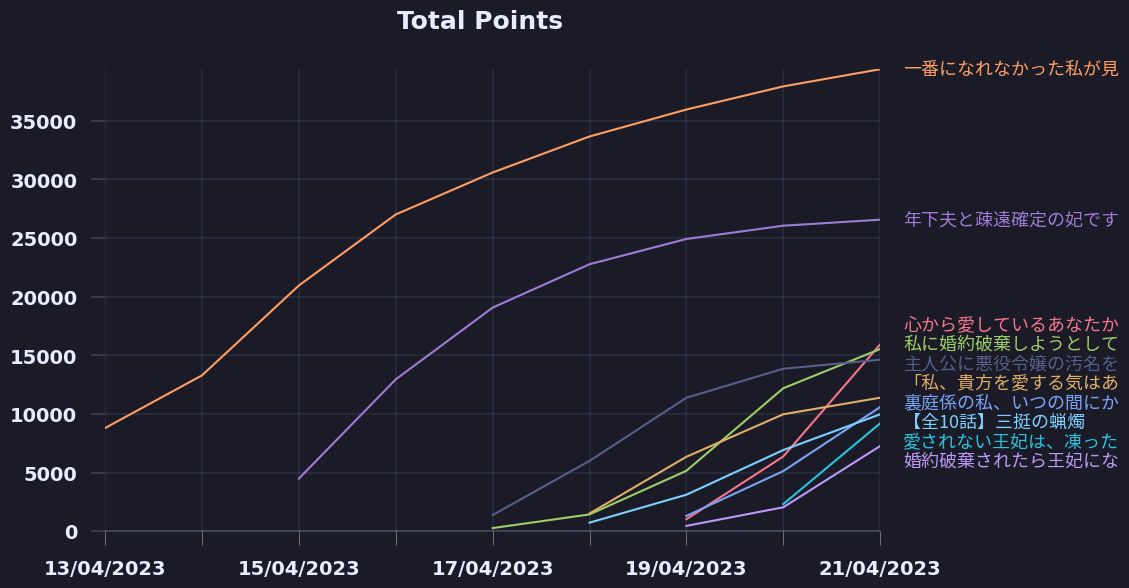 Total Points
35000
30000
25000
20000
15000
10000
5000
0
13/04/2023
15/04/2023
17/04/2023
19/04/2023
21/04/2023
一番になれなかった私が見
年下夫と疎遠確定の妃です
心から愛しているあなたか
私に婚約破棄しようとして
主人公に悪役令嬢の汚名を
「私、貴方を愛する気はあ
裏庭係の私、いつの間にか
【全10話】三挺の蝋燭
愛されない王妃は、凍った
婚約破棄されたら王妃にな